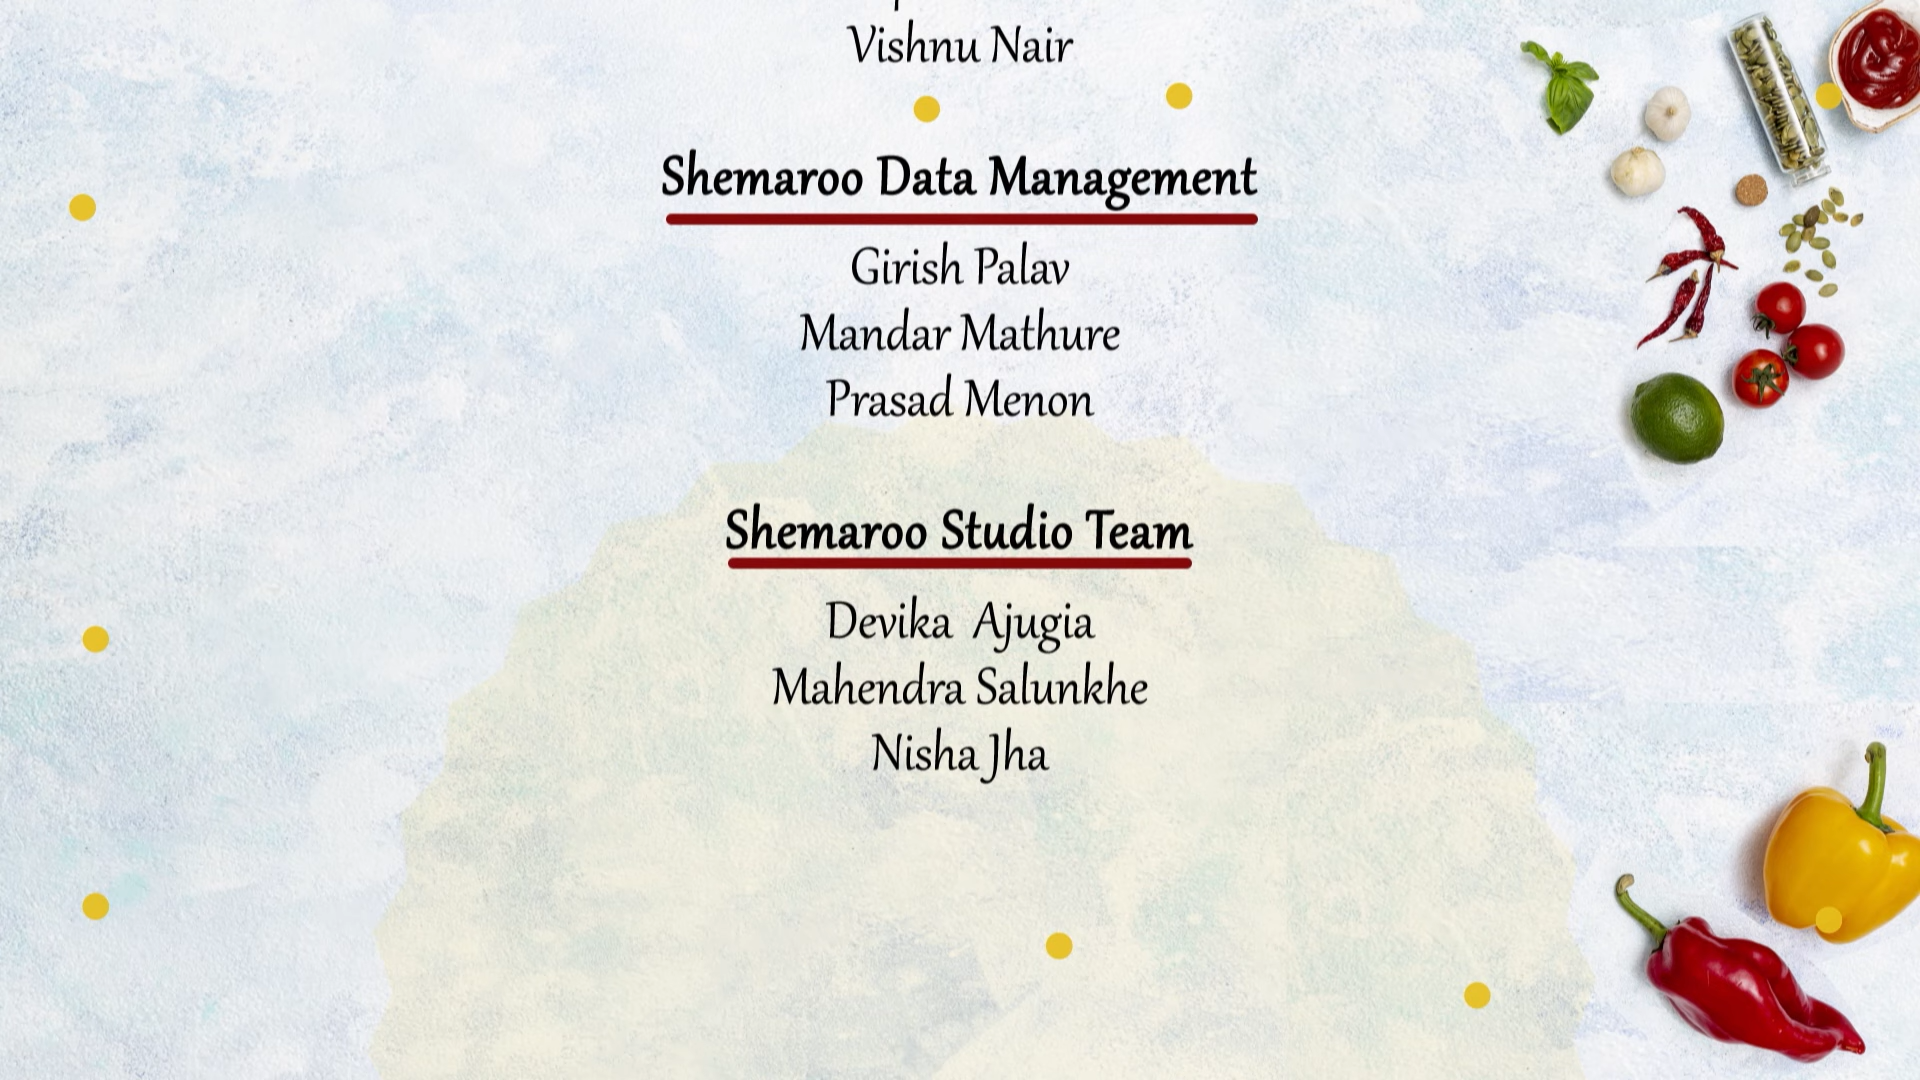 Vishnu Nair
Shemaroo Data Management
Girish Palav
Mandar Mathure
Prasad Menon
Shemaroo Studio Team
Devika Ajugia
Mahendra Salunkhe
Nisha Jha